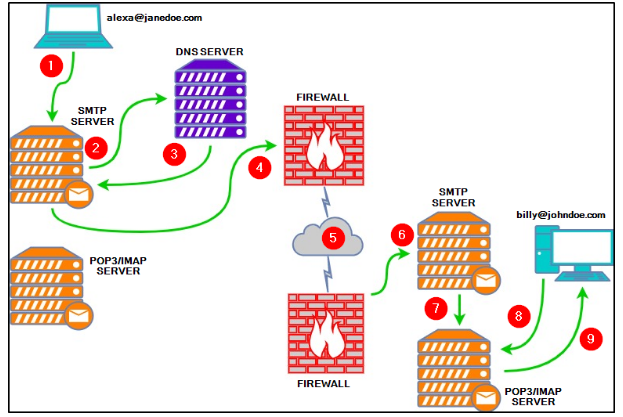 alexa@janedoe.com
1
DNS SERVER
SMTP
SERVER
2
3
4
FIREWALL
5
POP3/IMAP
SERVER
FIREWALL
6
SMTP
SERVER
billy@johndoe.com
7
8
9
POP3/IMAP
SERVER